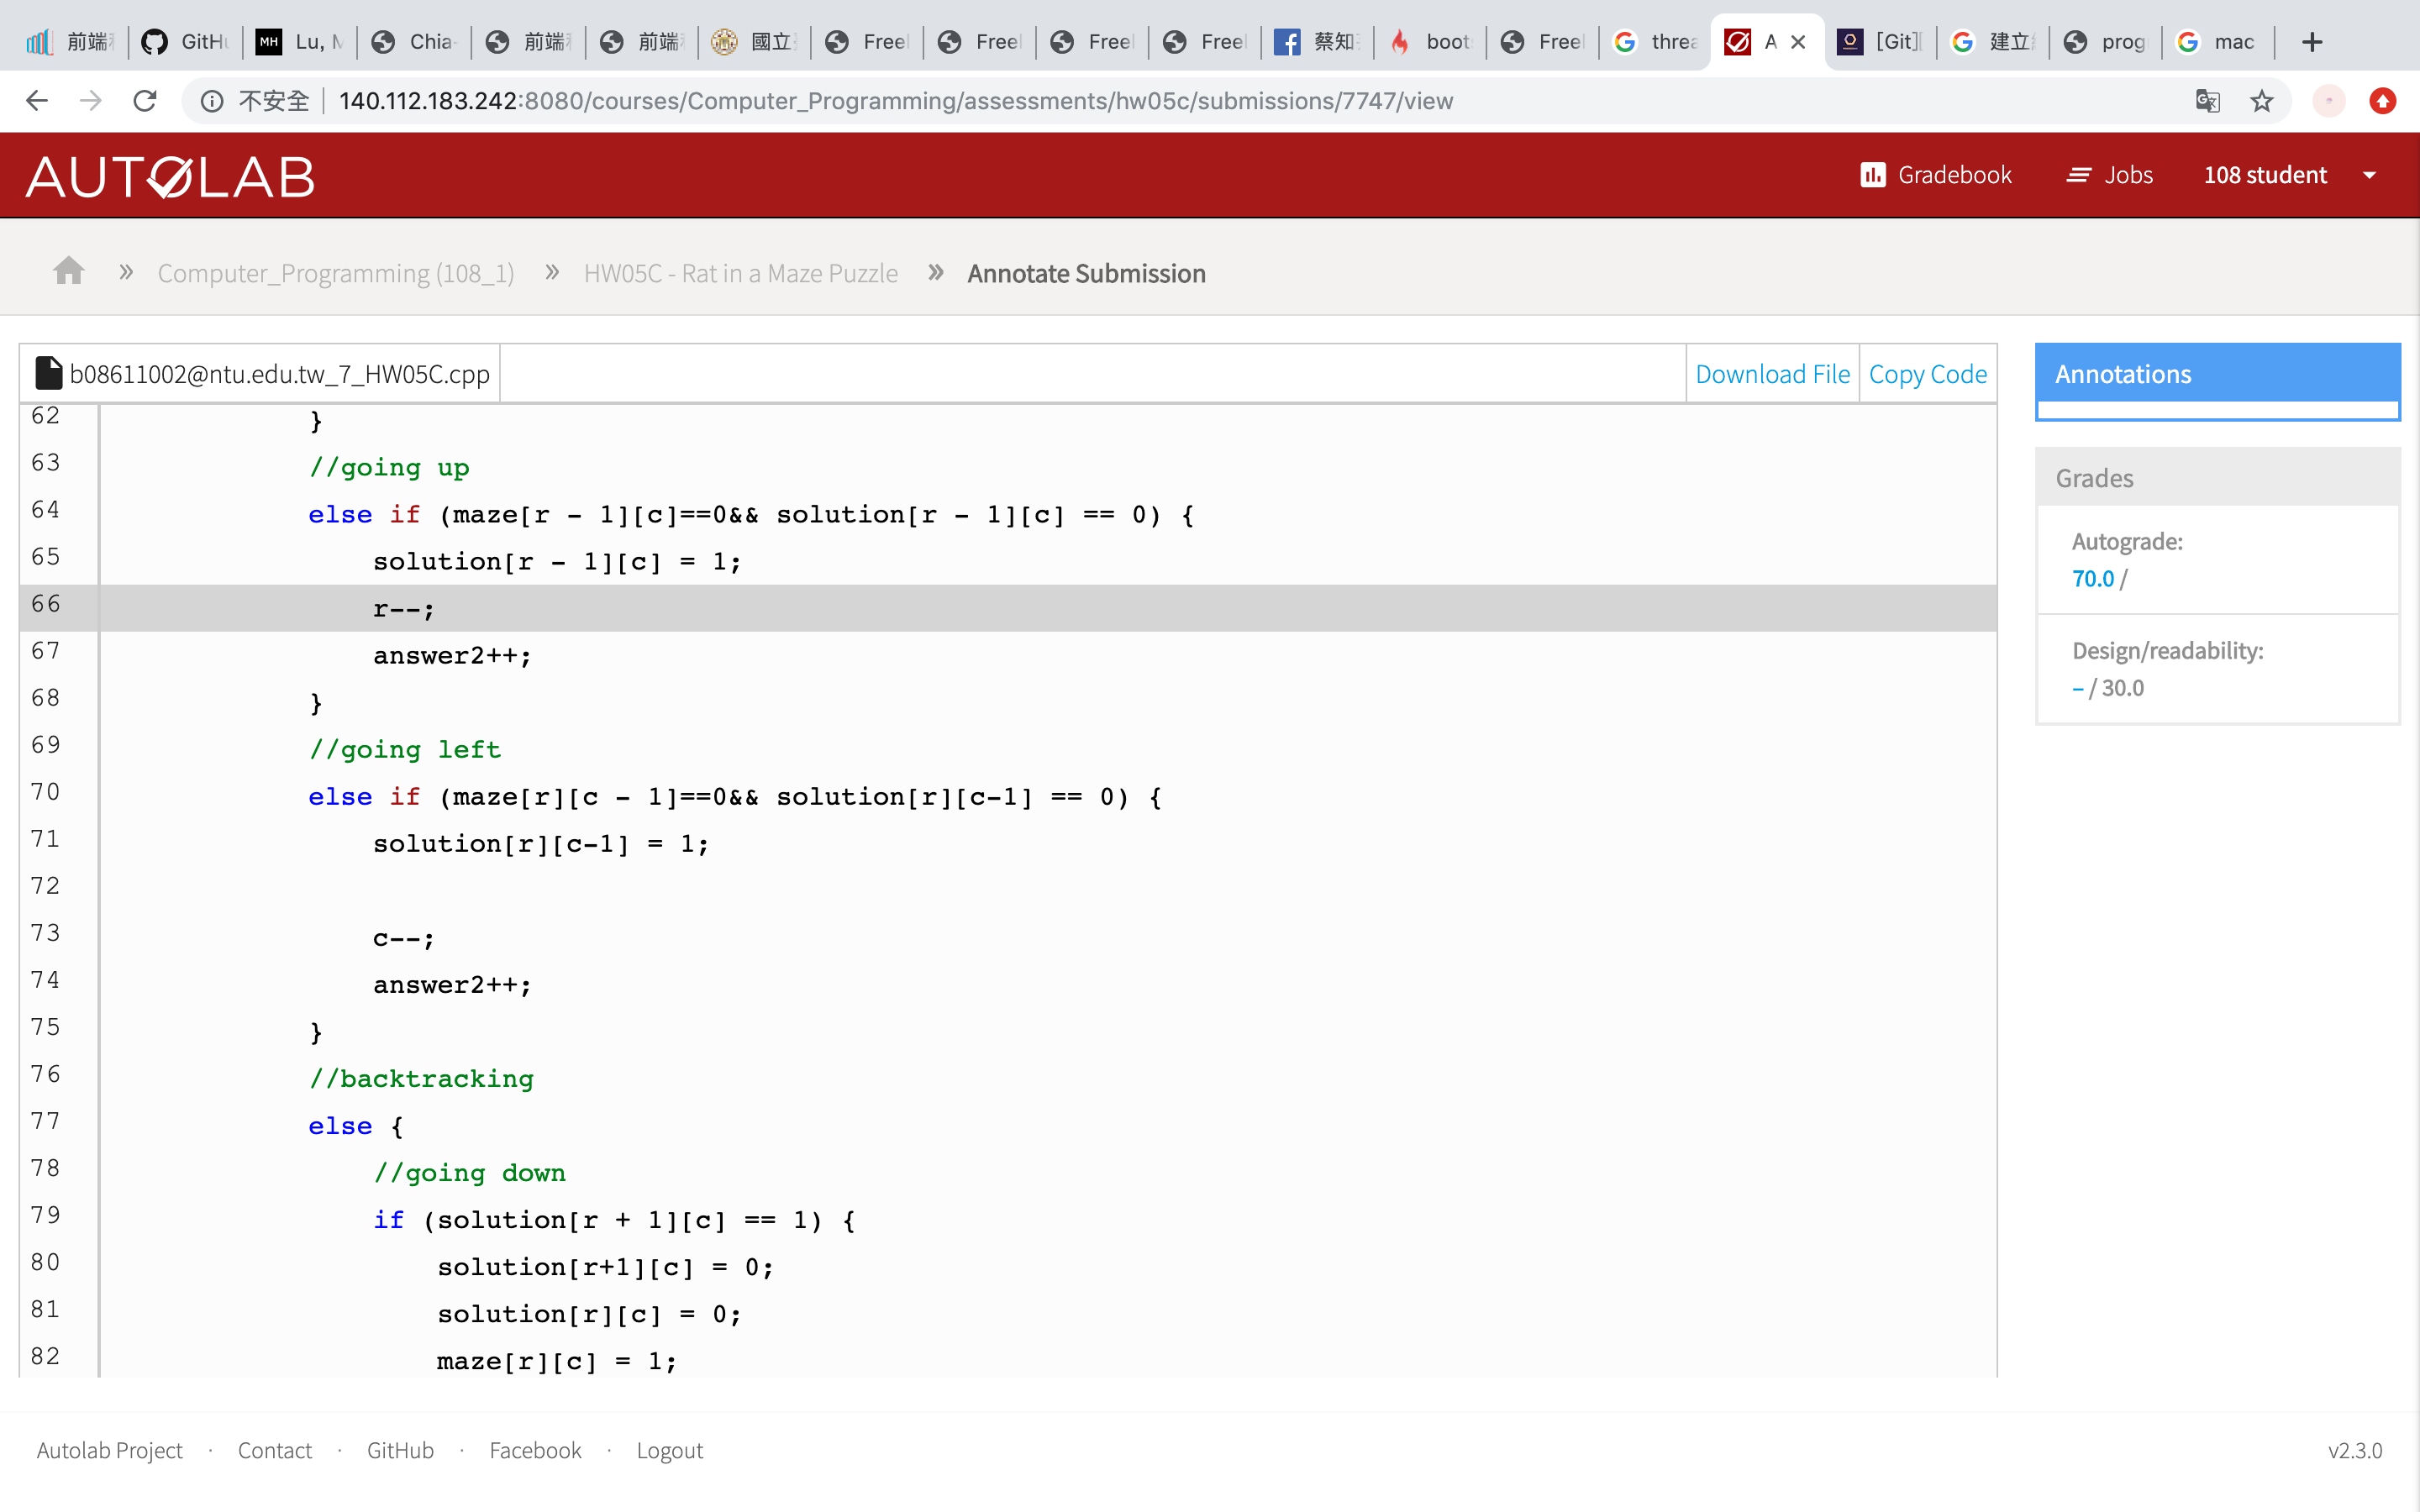 前端 GitHu MH Lu, M Chia- 前端 前端 國立 Free Free Free Free 蔡知 boot Free threa A [Git] 建立 prog mac
不安全 140.112.183.242:8080/courses/Computer_Programming/assessments/hw05c/submissions/7747/view
AUTOLAB Gradebook Jobs 108 student
» Computer_Programming (108_1) » HW05C - Rat in a Maze Puzzle » Annotate Submission
b08611002@ntu.edu.tw_7_HW05C.cpp Download File Copy Code
62 }
63 //going up
64 else if (maze[r - 1][c]==0&& solution[r - 1][c] == 0) {
65 solution[r - 1][c] = 1;
66 r--;
67 answer2++;
68 }
69 //going left
70 else if (maze[r][c - 1]==0&& solution[r][c-1] == 0) {
71 solution[r][c-1] = 1;
72
73 c--;
74 answer2++;
75 }
76 //backtracking
77 else {
78 //going down
79 if (solution[r + 1][c] == 1) {
80 solution[r+1][c] = 0;
81 solution[r][c] = 0;
82 maze[r][c] = 1;
Annotations
Grades
Autograde:
70.0 /
Design/readability:
– / 30.0
Autolab Project · Contact · GitHub · Facebook · Logout
v2.3.0